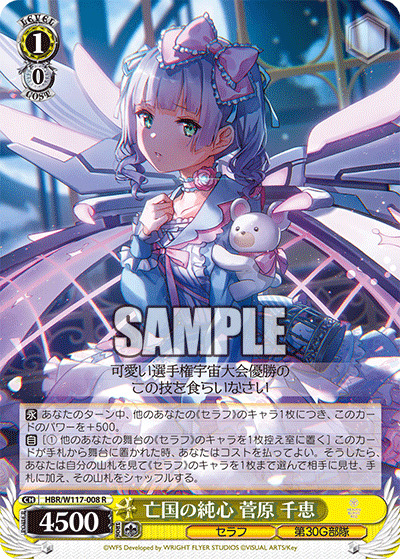 LEVEL
1
0
COST
SAMPLE
可愛い選手権宇宙大会優勝の
この技を食らいなさい!
永 あなたのターン中、他のあなたの《セラフ》のキャラ1枚につき、このカードのパワーを+500。
自 [① 他のあなたの舞台の《セラフ》のキャラを1枚控え室に置く] このカードが手札から舞台に置かれた時、あなたはコストを払ってよい。そうしたら、あなたは自分の山札を見て《セラフ》のキャラを1枚まで選んで相手に見せ、手札に加え、その山札をシャッフルする。
CH HBR/W117-008 R
亡国の純心 菅原 千恵
4500
セラフ
第30G部隊
©WFS Developed by WRIGHT FLYER STUDIOS ©VISUAL ARTS/Key